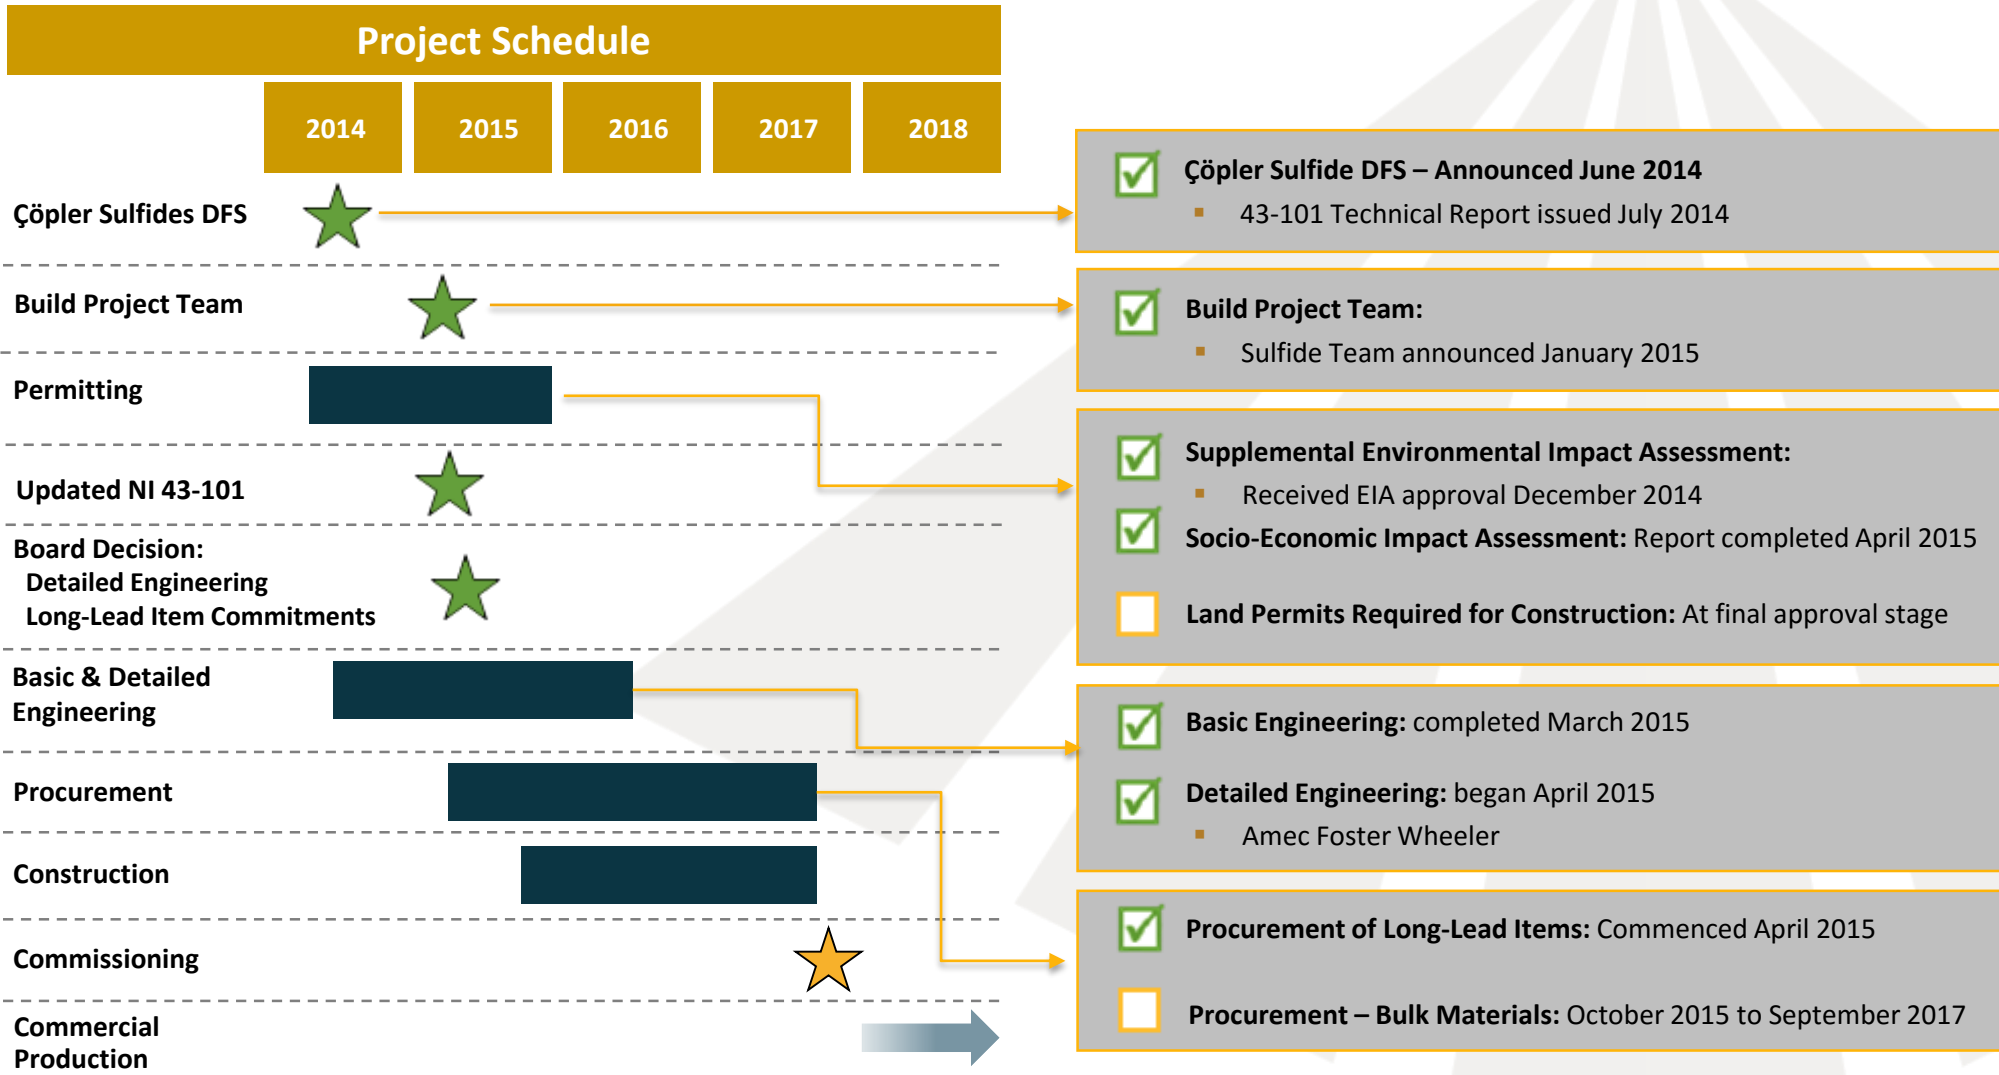 Project Schedule
2014 2015 2016 2017 2018
Çöpler Sulfides DFS
Build Project Team
Permitting
Updated NI 43-101
Board Decision:
Detailed Engineering
Long-Lead Item Commitments
Basic & Detailed
Engineering
Procurement
Construction
Commissioning
Commercial
Production
Çöpler Sulfide DFS – Announced June 2014
▪ 43-101 Technical Report issued July 2014
Build Project Team:
▪ Sulfide Team announced January 2015
Supplemental Environmental Impact Assessment:
▪ Received EIA approval December 2014
Socio-Economic Impact Assessment: Report completed April 2015
Land Permits Required for Construction: At final approval stage
Basic Engineering: completed March 2015
Detailed Engineering: began April 2015
▪ Amec Foster Wheeler
Procurement of Long-Lead Items: Commenced April 2015
Procurement – Bulk Materials: October 2015 to September 2017